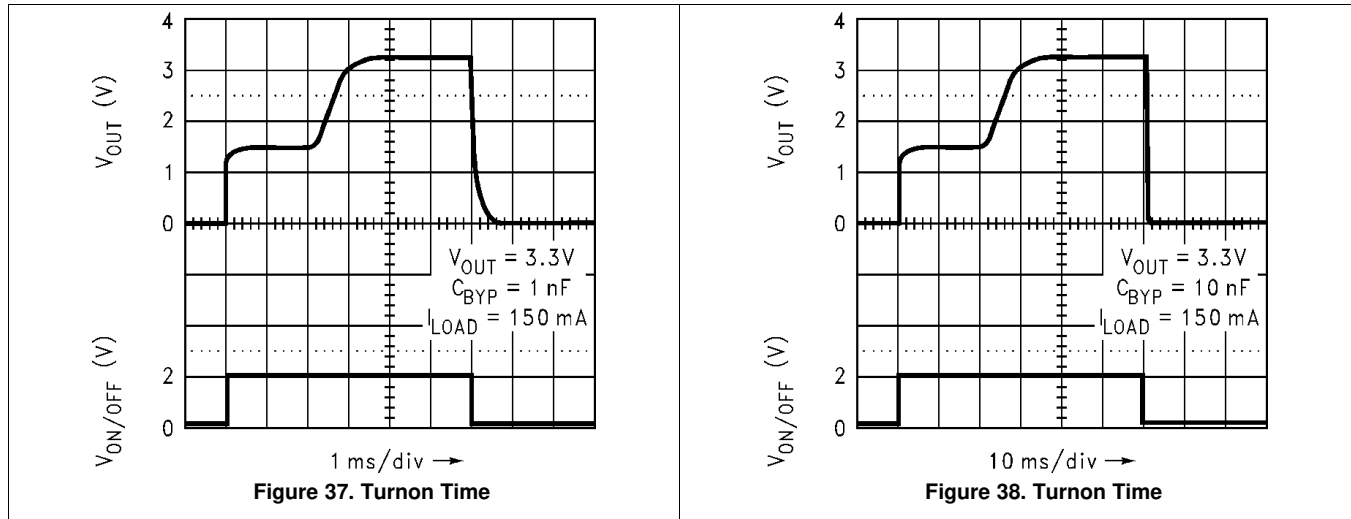 4
3
2
1
0
V_OUT (V)
V_OUT = 3.3V
C_BYP = 1 nF
I_LOAD = 150 mA
2
0
V_ON/OFF (V)
1 ms/div →
Figure 37. Turnon Time
4
3
2
1
0
V_OUT (V)
V_OUT = 3.3V
C_BYP = 10 nF
I_LOAD = 150 mA
2
0
V_ON/OFF (V)
10 ms/div →
Figure 38. Turnon Time